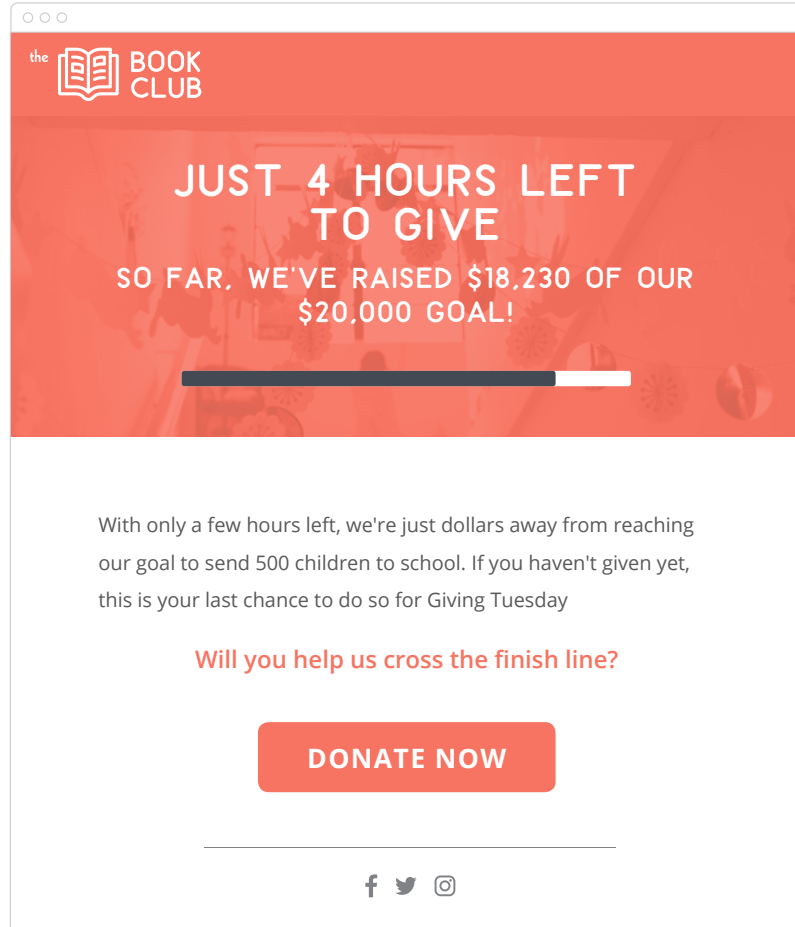 the
BOOK
CLUB
JUST 4 HOURS LEFT
TO GIVE
SO FAR, WE'VE RAISED $18,230 OF OUR
$20,000 GOAL!
With only a few hours left, we're just dollars away from reaching
our goal to send 500 children to school. If you haven't given yet,
this is your last chance to do so for Giving Tuesday
Will you help us cross the finish line?
DONATE NOW